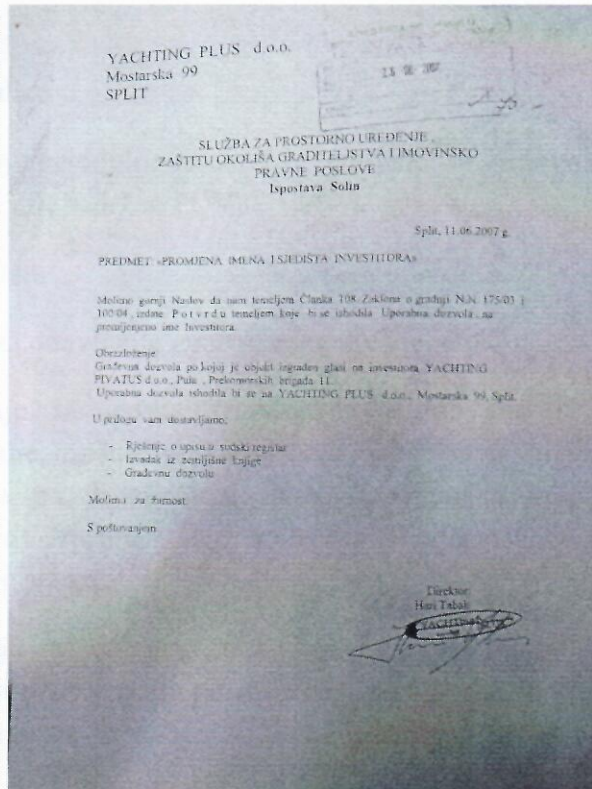 YACHTING PLUS d.o.o.
Mostarska 99
SPLIT
SLUŽBA ZA PROSTORNO UREĐENJE,
ZAŠTITU OKOLIŠA GRADITELJSTVA I IMOVINSKO
PRAVNE POSLOVE
Ispostava Solin
Split, 11.06.2007 g.
PREDMET: »PROMJENA IMENA I SJEDIŠTA INVESTITORA»
Molimo gornji Naslov da nam temeljem Članka 108 Zakona o gradnji N.N. 175/03 i
100/04, izdate P o t v r d u temeljem koje bi se ishodila Uporabna dozvola, na
promijenjeno ime Investitora.
Obrazloženje
Građevna dozvola po kojoj je objekt izgrađen glasi na investitora YACHTING
PIVATUS d.o.o., Pula, Prekomorskih brigada 11.
Uporabna dozvola ishodila bi se na YACHTING PLUS d.o.o., Mostarska 99, Split.
U prilogu vam dostavljamo:
- Rješenje o upisu u sudski registar
- Izvadak iz zemljišne knjige
- Građevnu dozvolu
Molimo za žurnost.
S poštovanjem
Direktor:
Hari Tabak
YACHTING